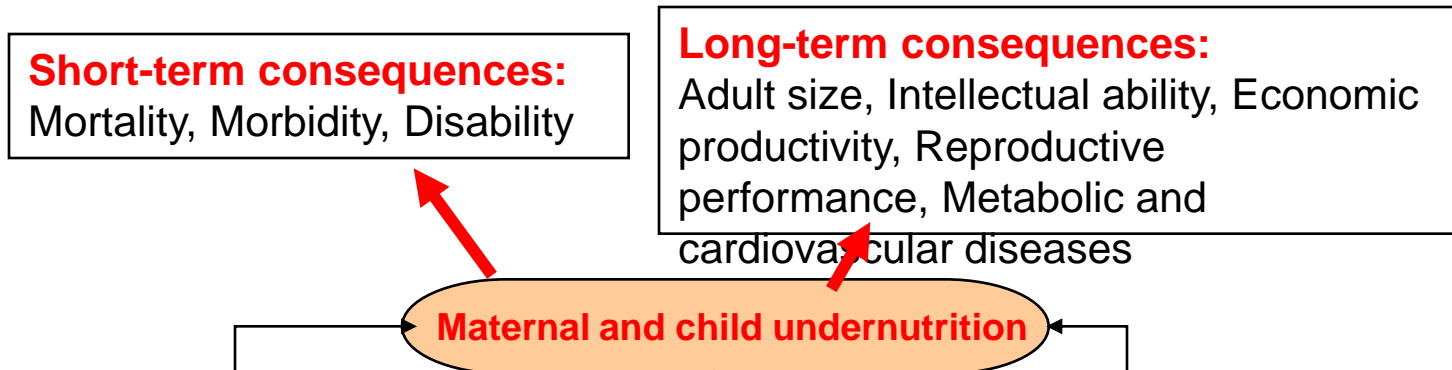 Short-term consequences:
Mortality, Morbidity, Disability
Long-term consequences:
Adult size, Intellectual ability, Economic
productivity, Reproductive
performance, Metabolic and
cardiovascular diseases
Maternal and child undernutrition